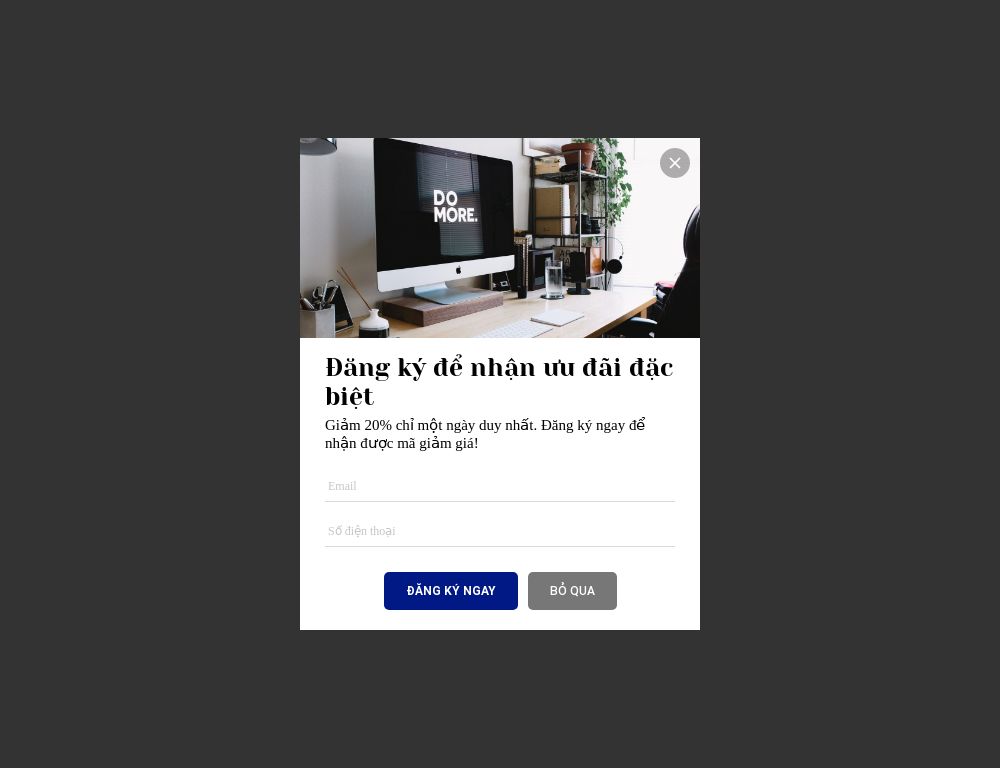 DO
MORE.
Đăng ký để nhận ưu đãi đặc
biệt
Giảm 20% chỉ một ngày duy nhất. Đăng ký ngay để
nhận được mã giảm giá!
Email
Số điện thoại
ĐĂNG KÝ NGAY
BỎ QUA